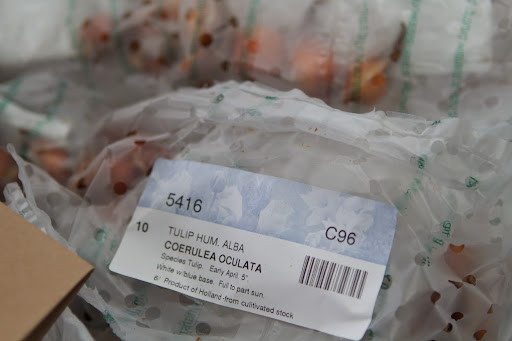 5416
C96
10
TULIP HUM. ALBA
COERULEA OCULATA
Species Tulip. Early April. 5"
White w/blue base. Full to part sun.
Product of Holland from cultivated stock